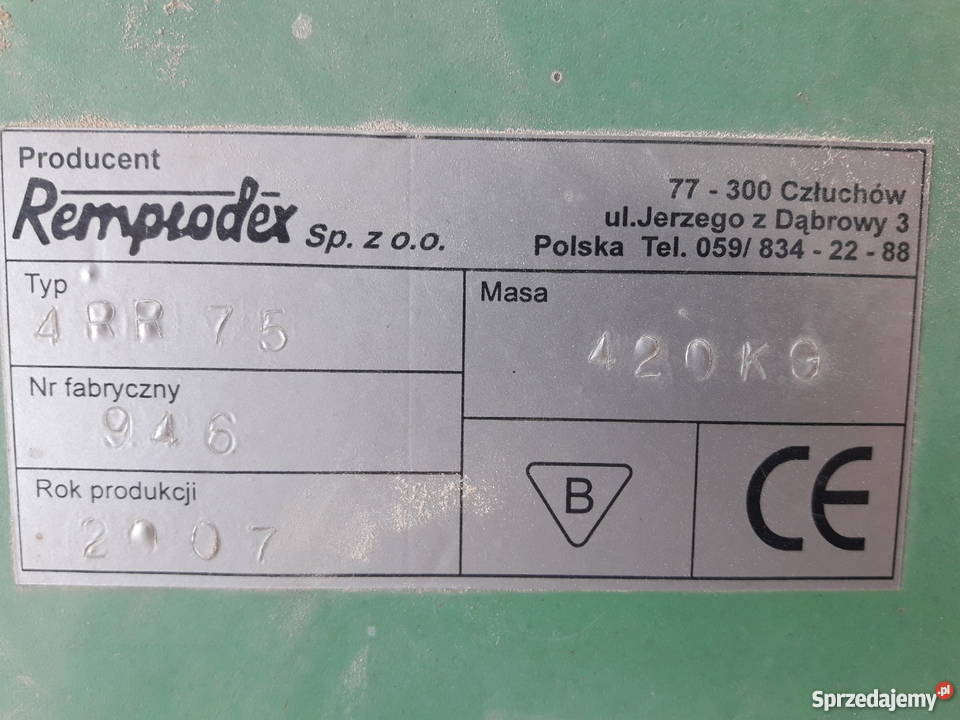 Producent
Remprodex Sp. z o.o.
77 - 300 Człuchów
ul.Jerzego z Dąbrowy 3
Polska Tel. 059/ 834 - 22 - 88
Typ
4RR 75
Masa
420KG
Nr fabryczny
946
Rok produkcji
2007
B
CE
Sprzedajemy.pl